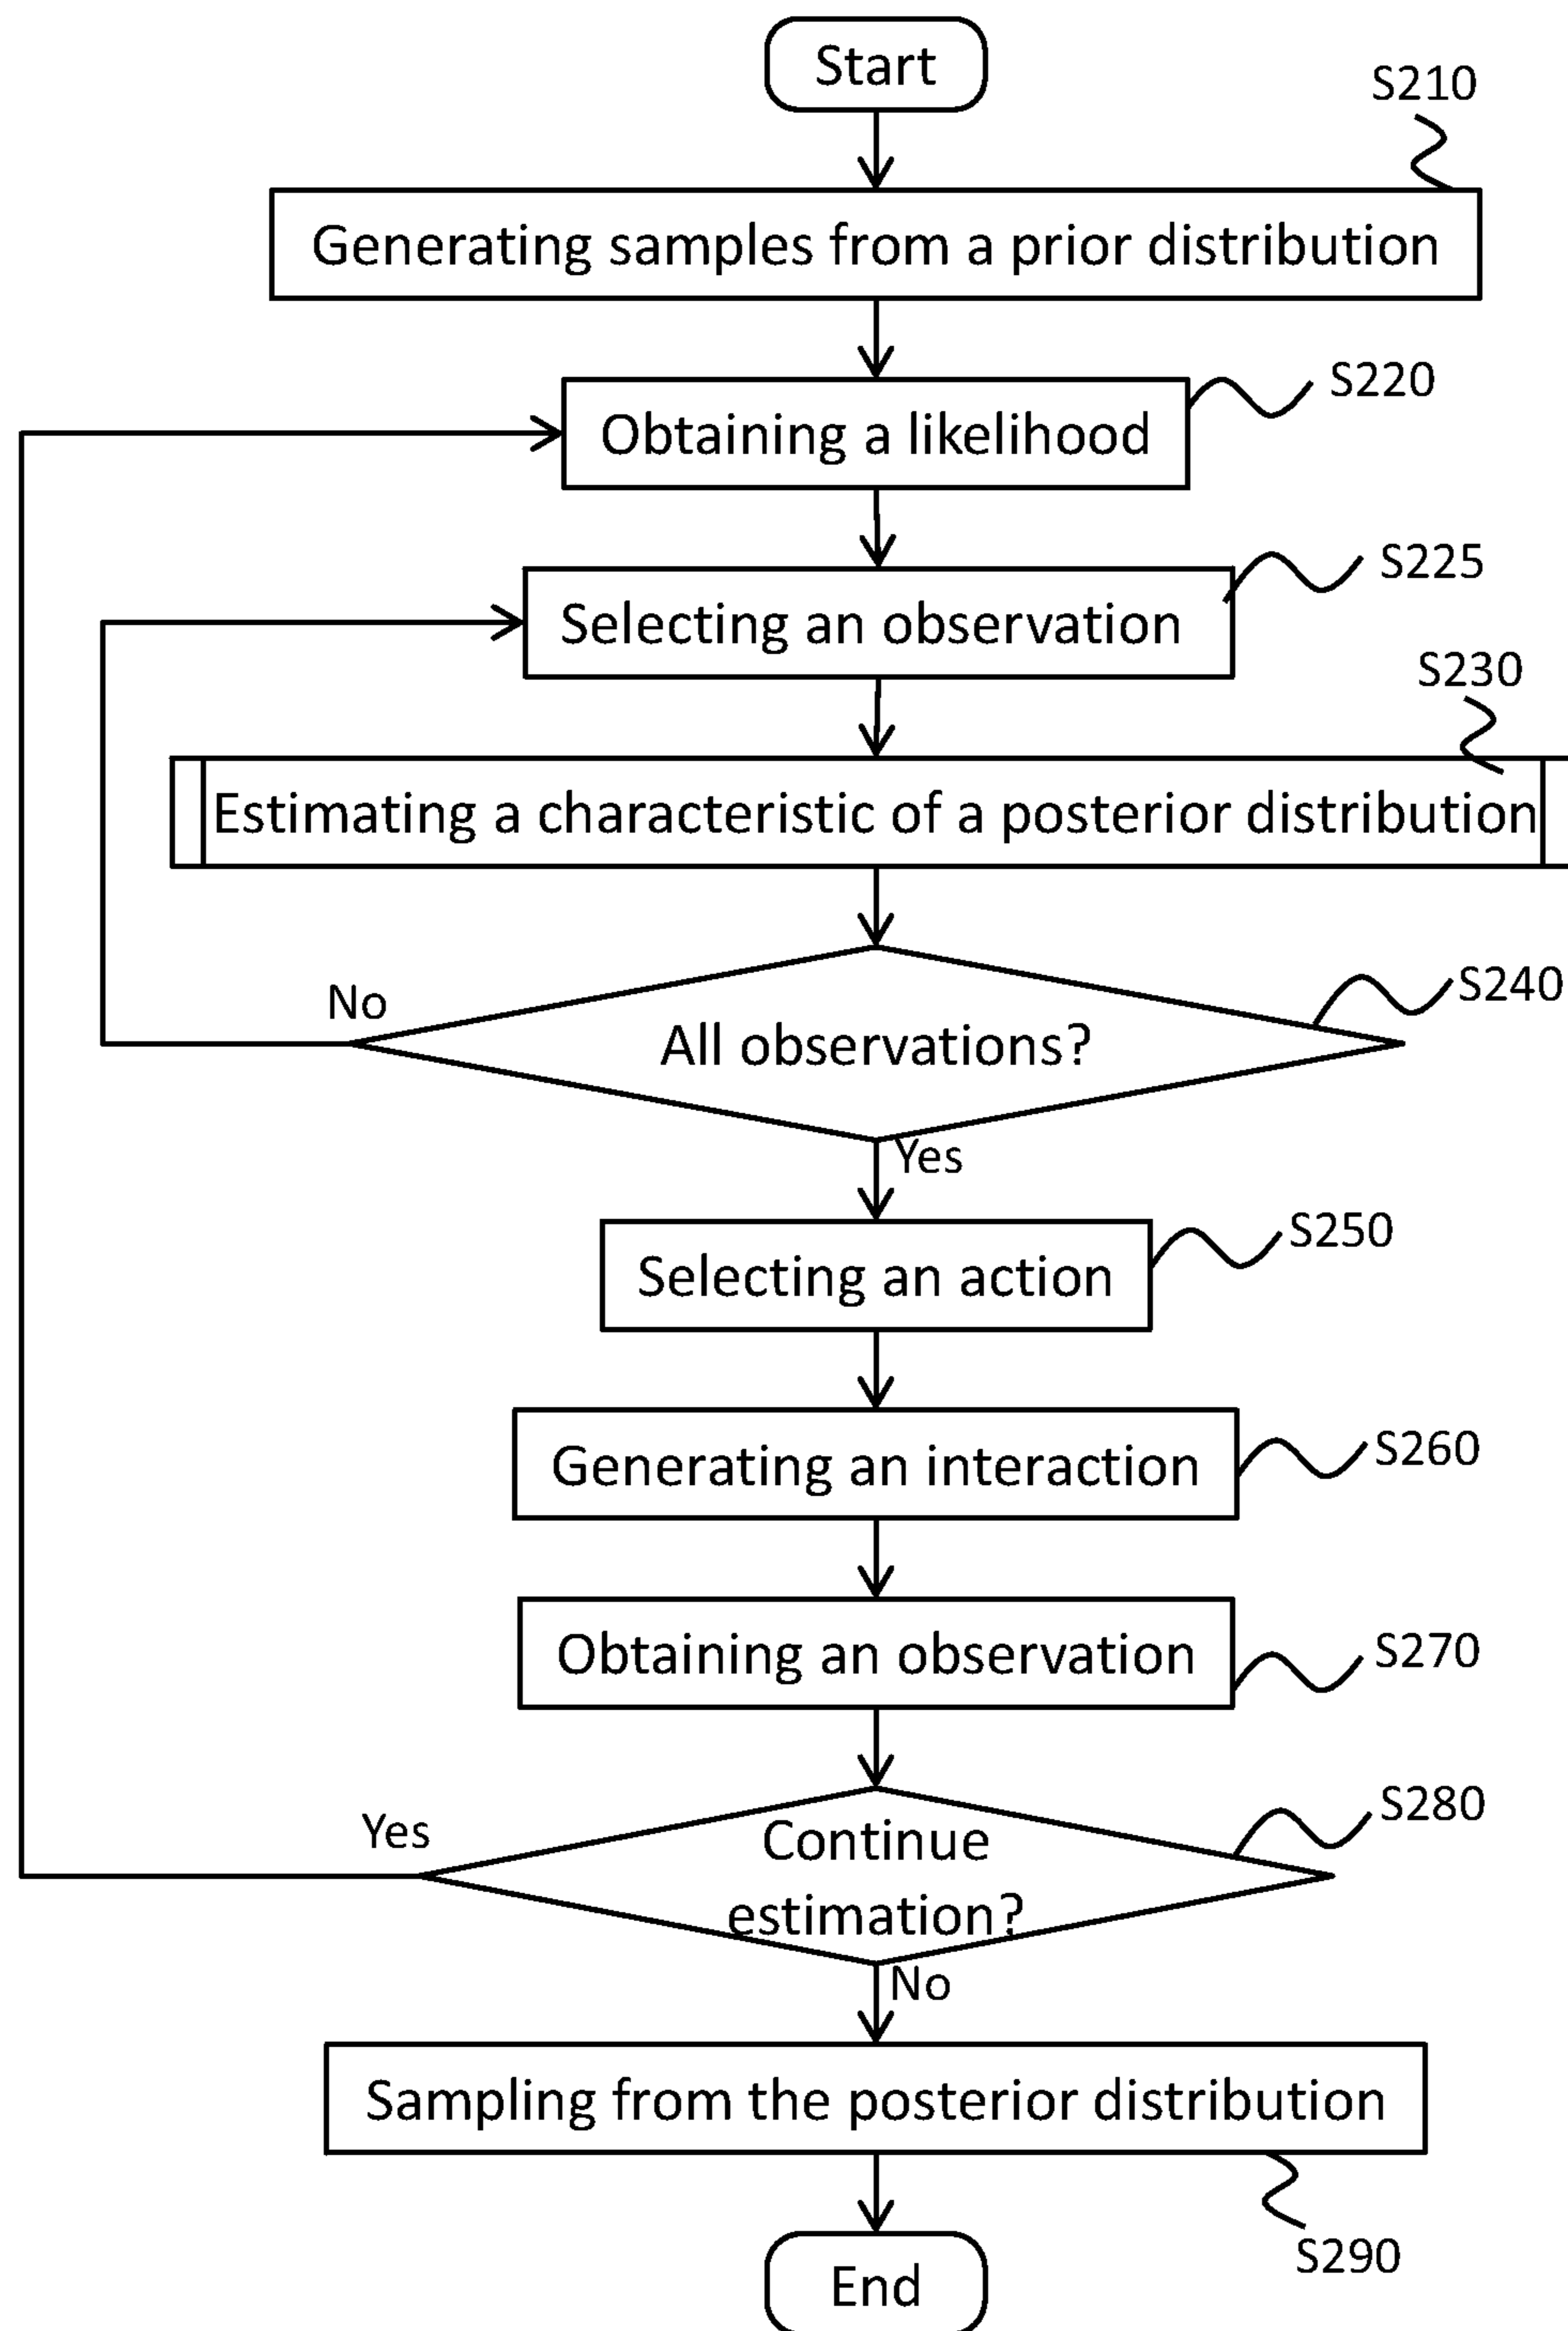 Start
S210
Generating samples from a prior distribution
S220
Obtaining a likelihood
S225
Selecting an observation
S230
Estimating a characteristic of a posterior distribution
S240
No
All observations?
Yes
S250
Selecting an action
S260
Generating an interaction
S270
Obtaining an observation
S280
Yes
Continue
estimation?
No
Sampling from the posterior distribution
S290
End